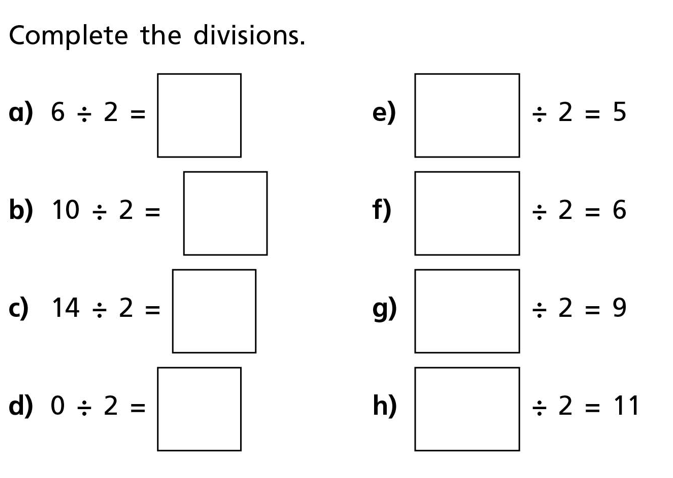 Complete the divisions.
a) 6 ÷ 2 =
b) 10 ÷ 2 =
c) 14 ÷ 2 =
d) 0 ÷ 2 =
e) ÷ 2 = 5
f) ÷ 2 = 6
g) ÷ 2 = 9
h) ÷ 2 = 11